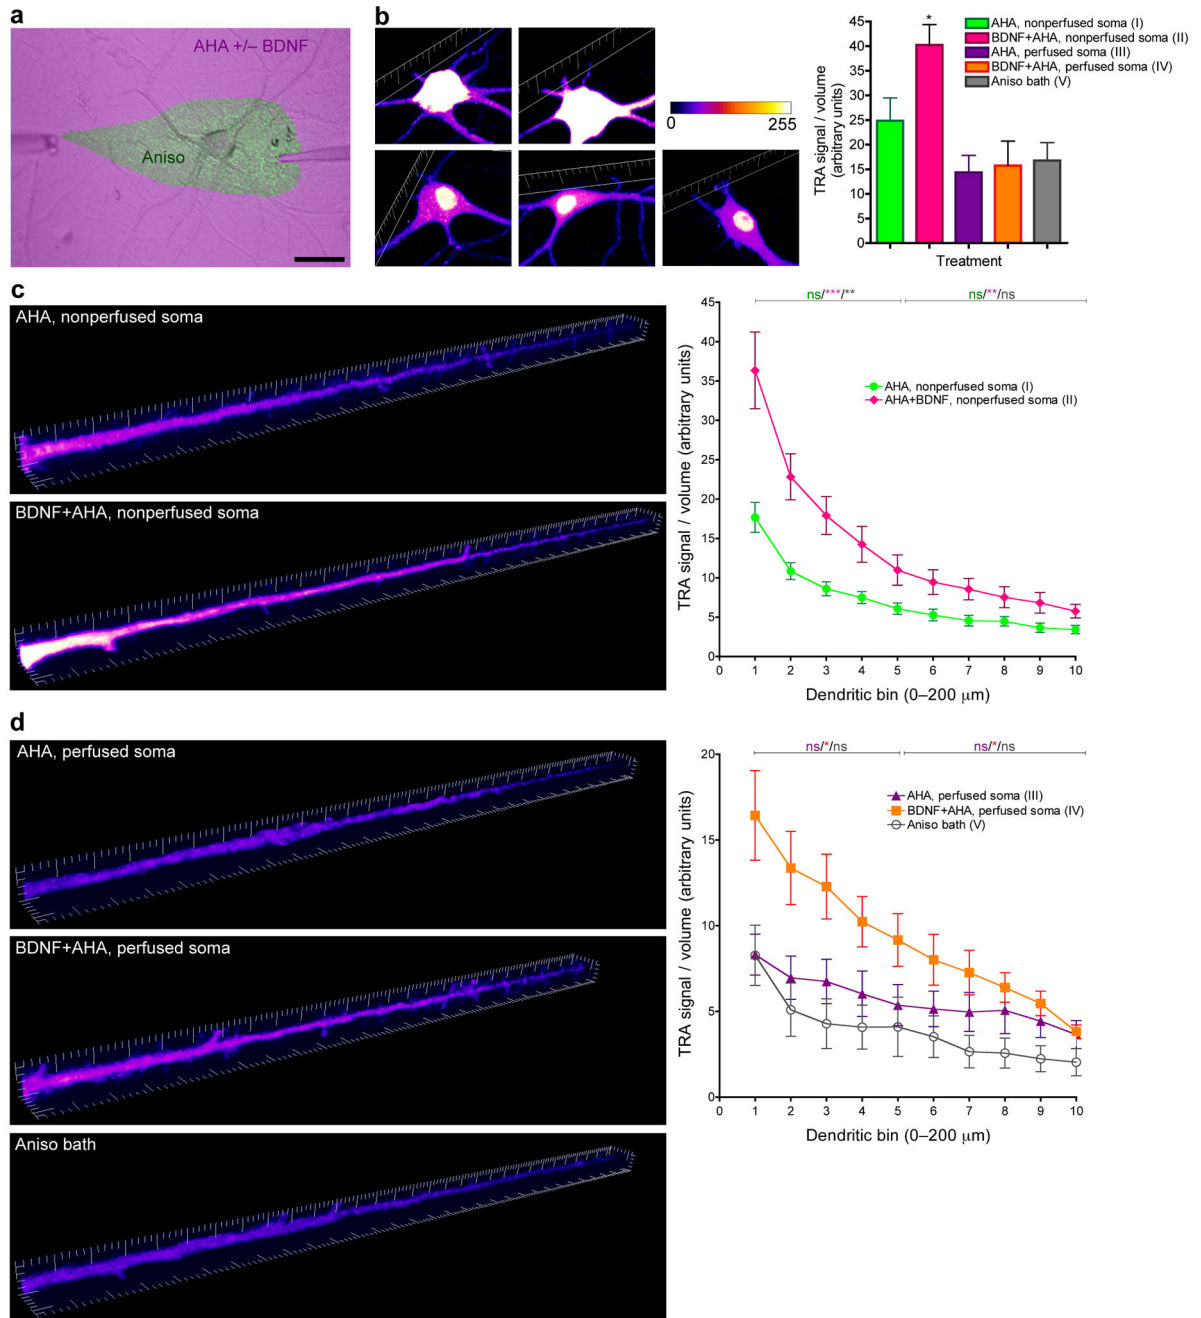 a
AHA +/– BDNF
Aniso
b
0
255
TRA signal / volume
(arbitrary units)
45
40
35
30
25
20
15
10
5
0
*
AHA, nonperfused soma (I)
BDNF+AHA, nonperfused soma (II)
AHA, perfused soma (III)
BDNF+AHA, perfused soma (IV)
Aniso bath (V)
Treatment
c
AHA, nonperfused soma
BDNF+AHA, nonperfused soma
ns/***/**
ns/**/ns
TRA signal / volume (arbitrary units)
45
40
35
30
25
20
15
10
5
0
AHA, nonperfused soma (I)
AHA+BDNF, nonperfused soma (II)
0 1 2 3 4 5 6 7 8 9 10
Dendritic bin (0–200 µm)
d
AHA, perfused soma
BDNF+AHA, perfused soma
Aniso bath
ns/*/ns
ns/*/ns
TRA signal / volume (arbitrary units)
20
15
10
5
0
AHA, perfused soma (III)
BDNF+AHA, perfused soma (IV)
Aniso bath (V)
0 1 2 3 4 5 6 7 8 9 10
Dendritic bin (0–200 µm)